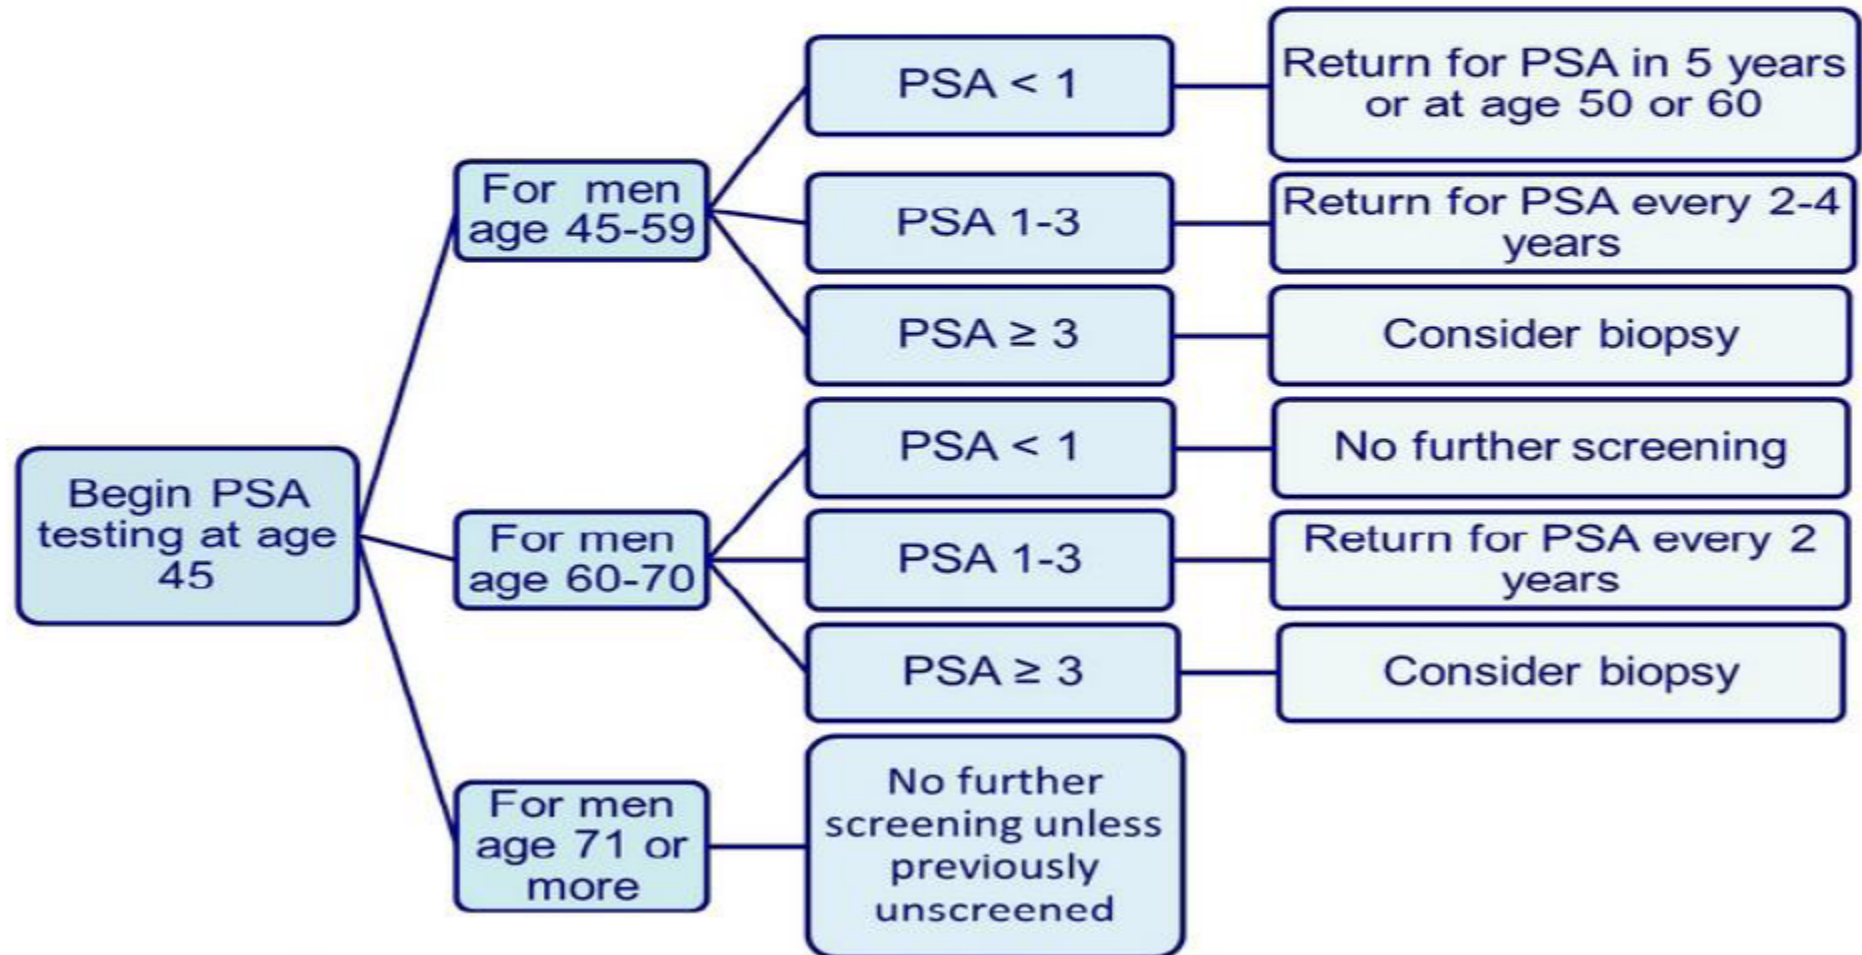 Begin PSA
testing at age
45
For men
age 45-59
PSA < 1
Return for PSA in 5 years
or at age 50 or 60
PSA 1-3
Return for PSA every 2-4
years
PSA ≥ 3
Consider biopsy
For men
age 60-70
PSA < 1
No further screening
PSA 1-3
Return for PSA every 2
years
PSA ≥ 3
Consider biopsy
For men
age 71 or
more
No further
screening unless
previously
unscreened